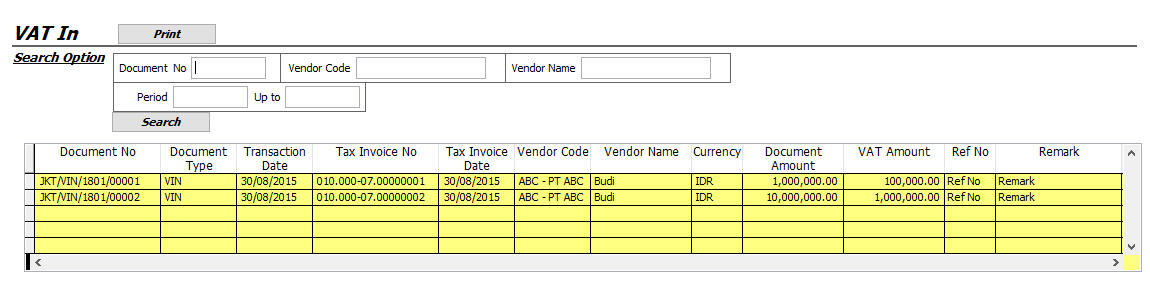 VAT In Print
Search Option
Document No Vendor Code Vendor Name
Period Up to
Search
Document No Document Type Transaction Date Tax Invoice No Tax Invoice Date Vendor Code Vendor Name Currency Document Amount VAT Amount Ref No Remark
JKT/VIN/1801/00001 VIN 30/08/2015 010.000-07.00000001 30/08/2015 ABC - PT ABC Budi IDR 1,000,000.00 100,000.00 Ref No Remark
JKT/VIN/1801/00002 VIN 30/08/2015 010.000-07.00000002 30/08/2015 ABC - PT ABC Budi IDR 10,000,000.00 1,000,000.00 Ref No Remark